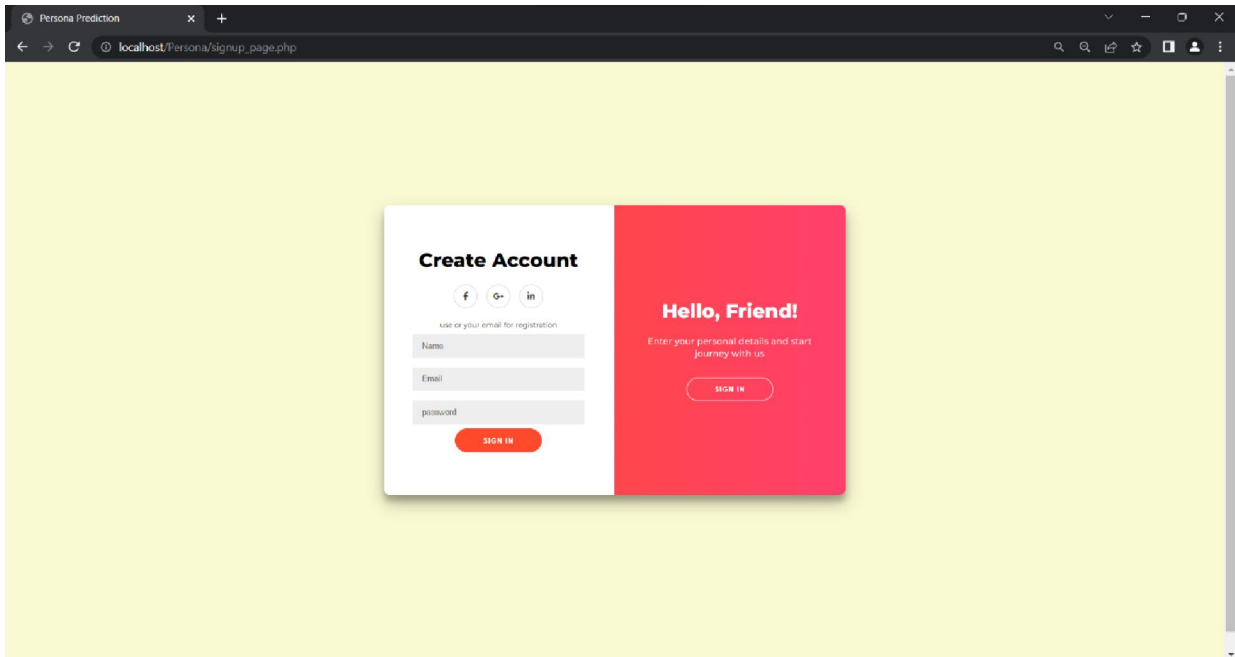 Persona Prediction
localhost/Persona/signup_page.php
Create Account
f G+ in
use or your email for registration
Name
Email
password
SIGN IN
Hello, Friend!
Enter your personal details and start
journey with us
SIGN IN